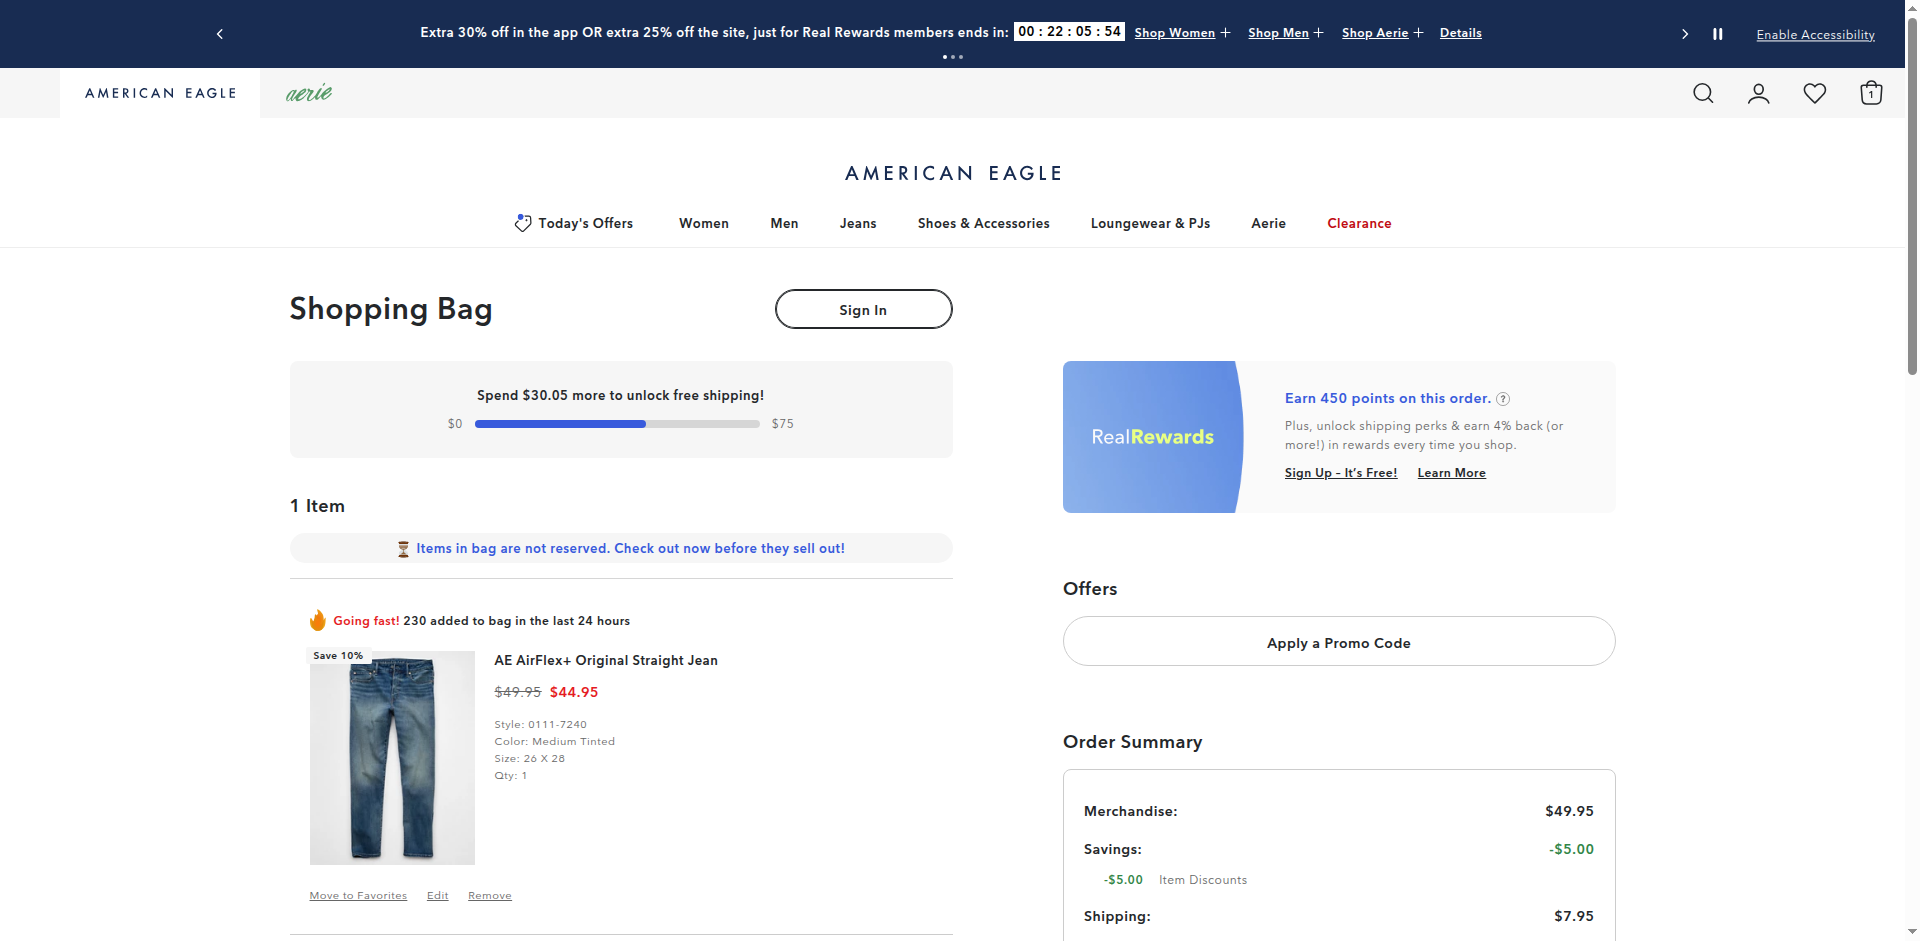 Extra 30% off in the app OR extra 25% off the site, just for Real Rewards members ends in: 00 : 22 : 05 : 54 Shop Women + Shop Men + Shop Aerie + Details
Enable Accessibility
AMERICAN EAGLE
aerie
1
AMERICAN EAGLE
Today's Offers Women Men Jeans Shoes & Accessories Loungewear & PJs Aerie Clearance
Shopping Bag
Sign In
Spend $30.05 more to unlock free shipping!
$0 $75
1 Item
Items in bag are not reserved. Check out now before they sell out!
Going fast! 230 added to bag in the last 24 hours
Save 10%
AE AirFlex+ Original Straight Jean
$49.95 $44.95
Style: 0111-7240
Color: Medium Tinted
Size: 26 X 28
Qty: 1
Move to Favorites Edit Remove
RealRewards
Earn 450 points on this order. ?
Plus, unlock shipping perks & earn 4% back (or
more!) in rewards every time you shop.
Sign Up – It's Free! Learn More
Offers
Apply a Promo Code
Order Summary
Merchandise: $49.95
Savings: -$5.00
-$5.00 Item Discounts
Shipping: $7.95